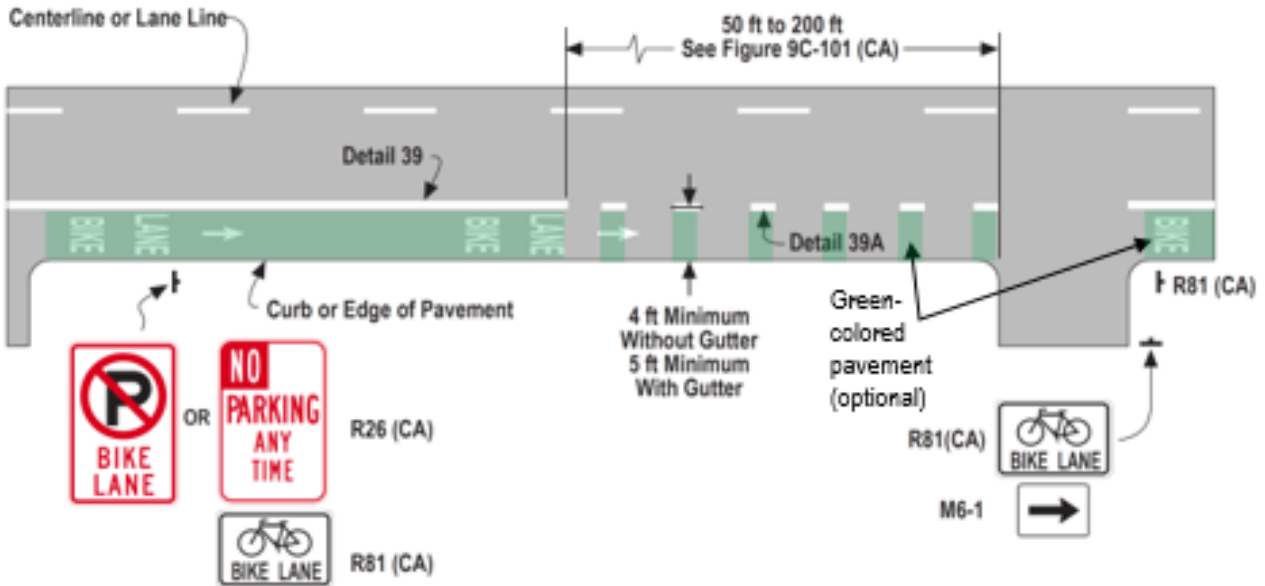 Centerline or Lane Line
50 ft to 200 ft
See Figure 9C-101 (CA)
Detail 39
BIKE
LANE
BIKE
LANE
BIKE
Detail 39A
R81 (CA)
Curb or Edge of Pavement
4 ft Minimum
Without Gutter
5 ft Minimum
With Gutter
Green-
colored
pavement
(optional)
P
BIKE
LANE
OR
NO
PARKING
ANY
TIME
R26 (CA)
BIKE LANE
R81 (CA)
R81(CA)
BIKE LANE
M6-1